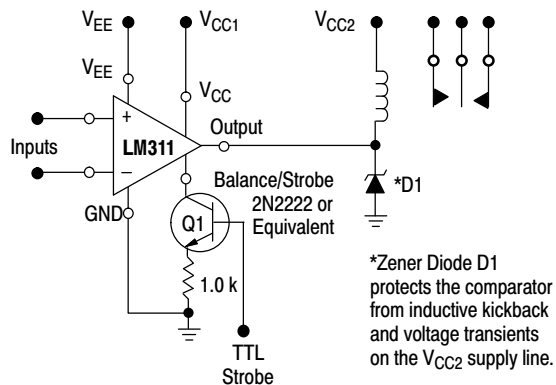 VEE
VCC1
VCC2
VEE
VCC
+
Output
Inputs
LM311
−
Balance/Strobe
2N2222 or
Equivalent
*D1
GND
Q1
1.0 k
*Zener Diode D1
protects the comparator
from inductive kickback
and voltage transients
on the VCC2 supply line.
TTL
Strobe